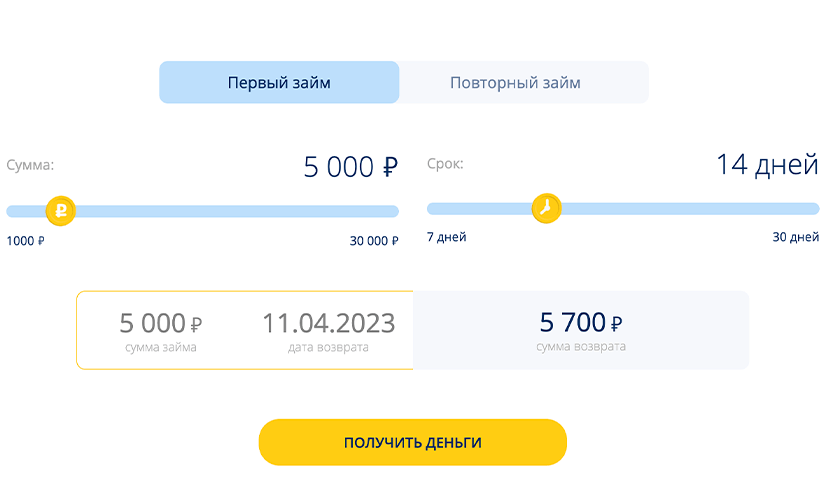 Первый займ
Повторный займ
Сумма:
5 000 ₽
Срок:
14 дней
1000 ₽
30 000 ₽
7 дней
30 дней
5 000 ₽
сумма займа
11.04.2023
дата возврата
5 700 ₽
сумма возврата
ПОЛУЧИТЬ ДЕНЬГИ